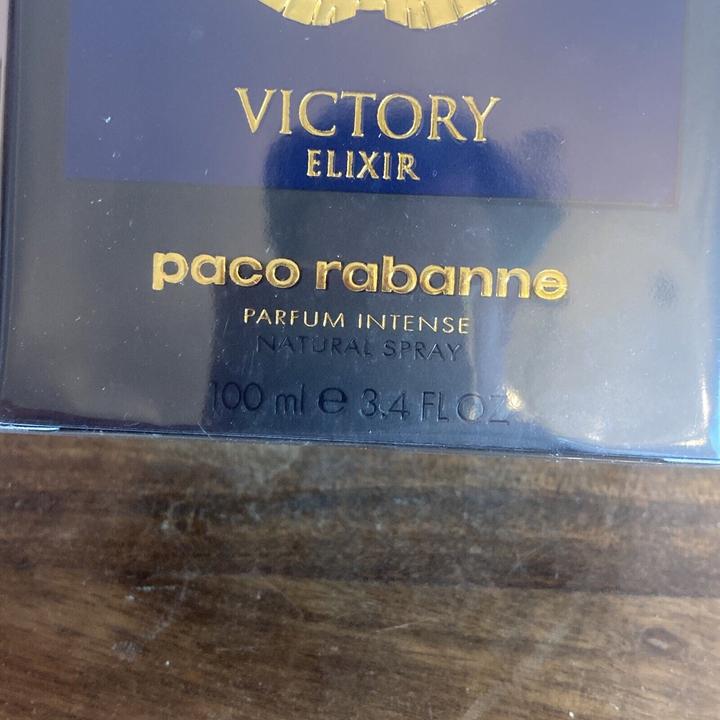 VICTORY
ELIXIR
paco rabanne
PARFUM INTENSE
NATURAL SPRAY
100 ml ℮ 3.4 FL OZ